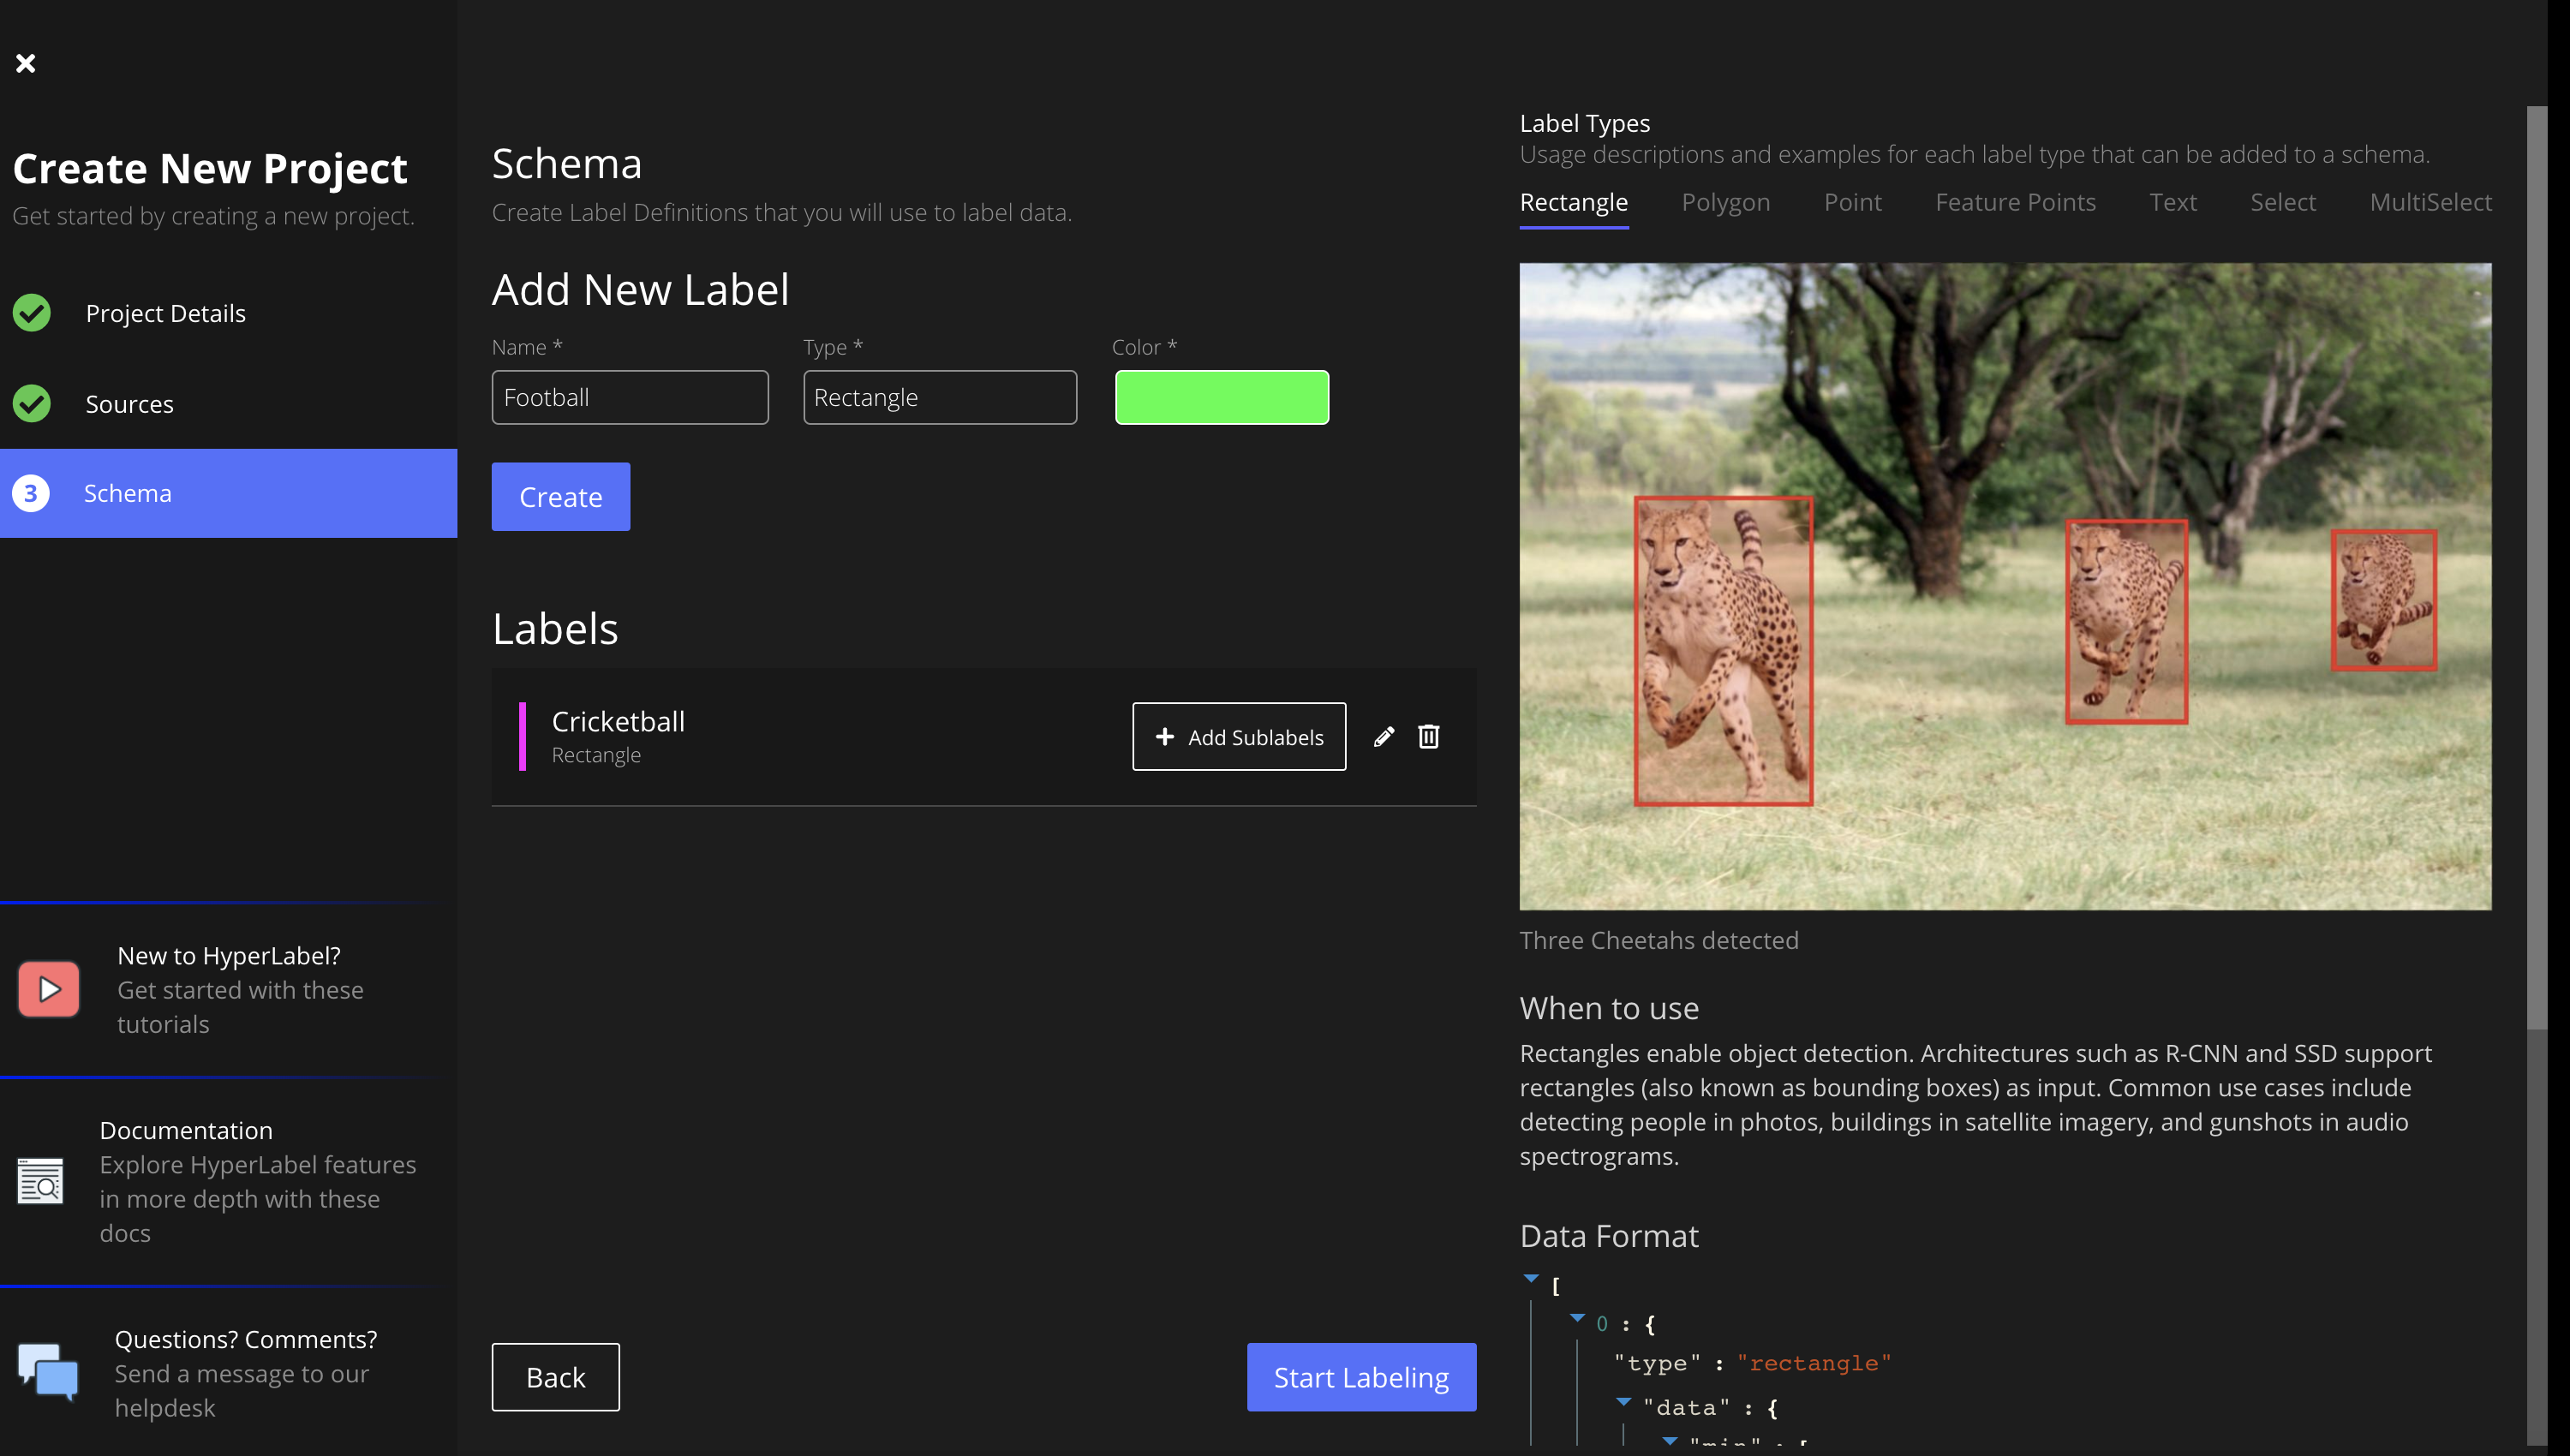 Create New Project
Get started by creating a new project.
Project Details
Sources
3 Schema
New to HyperLabel?
Get started with these
tutorials
Documentation
Explore HyperLabel features
in more depth with these
docs
Questions? Comments?
Send a message to our
helpdesk
Schema
Create Label Definitions that you will use to label data.
Add New Label
Name * Type * Color *
Football Rectangle
Create
Labels
Cricketball
Rectangle
+ Add Sublabels
Back Start Labeling
Label Types
Usage descriptions and examples for each label type that can be added to a schema.
Rectangle Polygon Point Feature Points Text Select MultiSelect
Three Cheetahs detected
When to use
Rectangles enable object detection. Architectures such as R-CNN and SSD support
rectangles (also known as bounding boxes) as input. Common use cases include
detecting people in photos, buildings in satellite imagery, and gunshots in audio
spectrograms.
Data Format
[
0 : {
"type" : "rectangle"
"data" : {
"min" : [